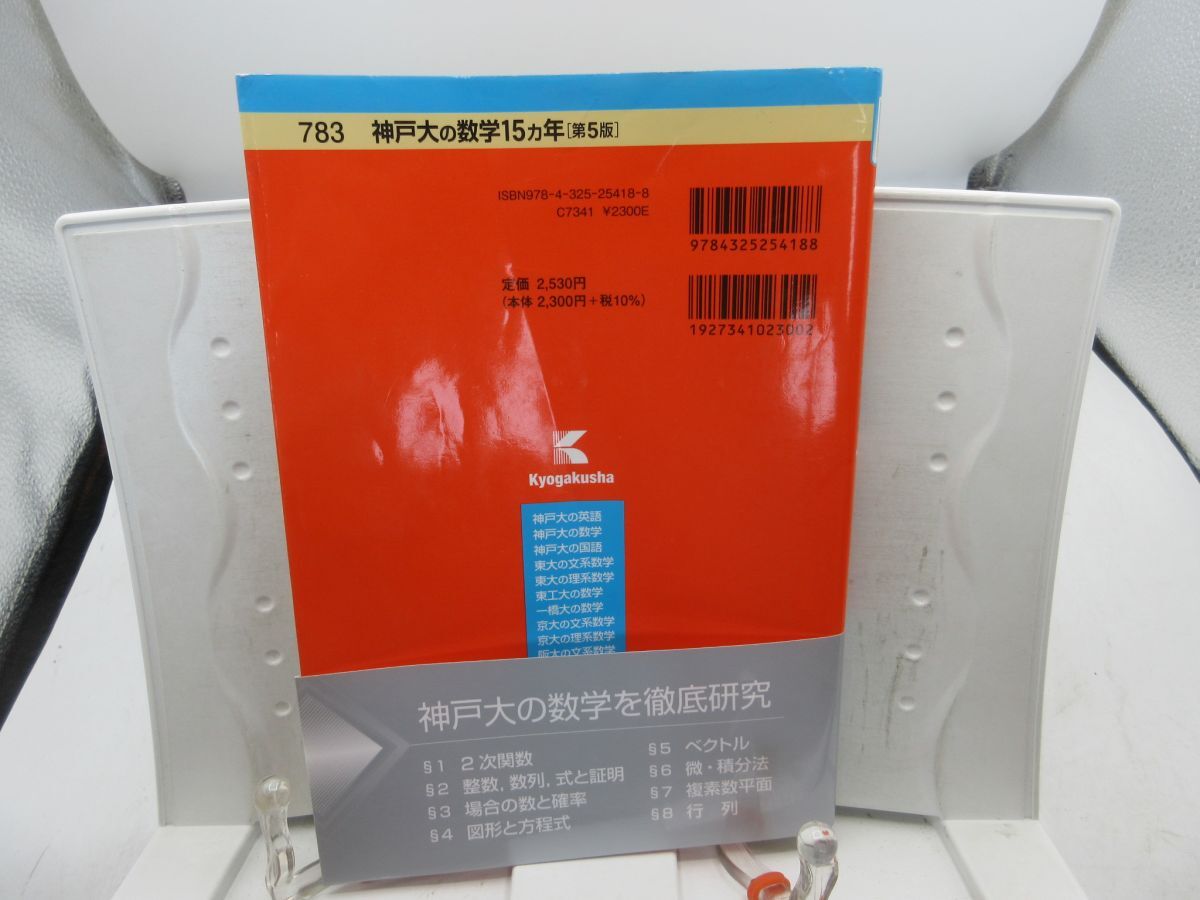 783 神戸大の数学15カ年[第5版]
ISBN978-4-325-25418-8
C7341 ¥2300E
9784325254188
定価 2,530円
(本体 2,300円+税10%)
1927341023002
Kyogakusha
神戸大の英語
神戸大の数学
神戸大の国語
東大の文系数学
東大の理系数学
東工大の数学
一橋大の数学
京大の文系数学
京大の理系数学
阪大の文系数学
神戸大の数学を徹底研究
§1 2次関数
§2 整数,数列,式と証明
§3 場合の数と確率
§4 図形と方程式
§5 ベクトル
§6 微・積分法
§7 複素数平面
§8 行 列